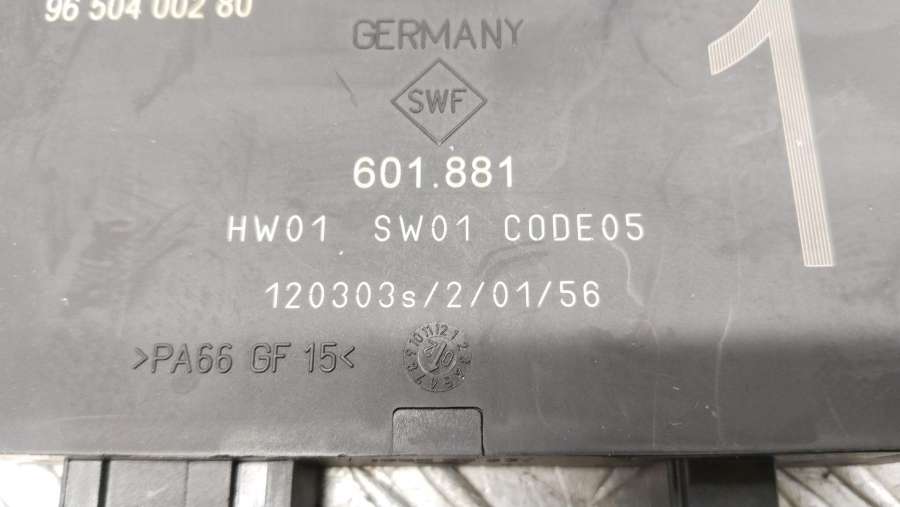 96 504 002 80
1
GERMANY
SWF
601.881
HW01 SW01 CODE05
120303s/2/01/56
>PA66 GF 15<